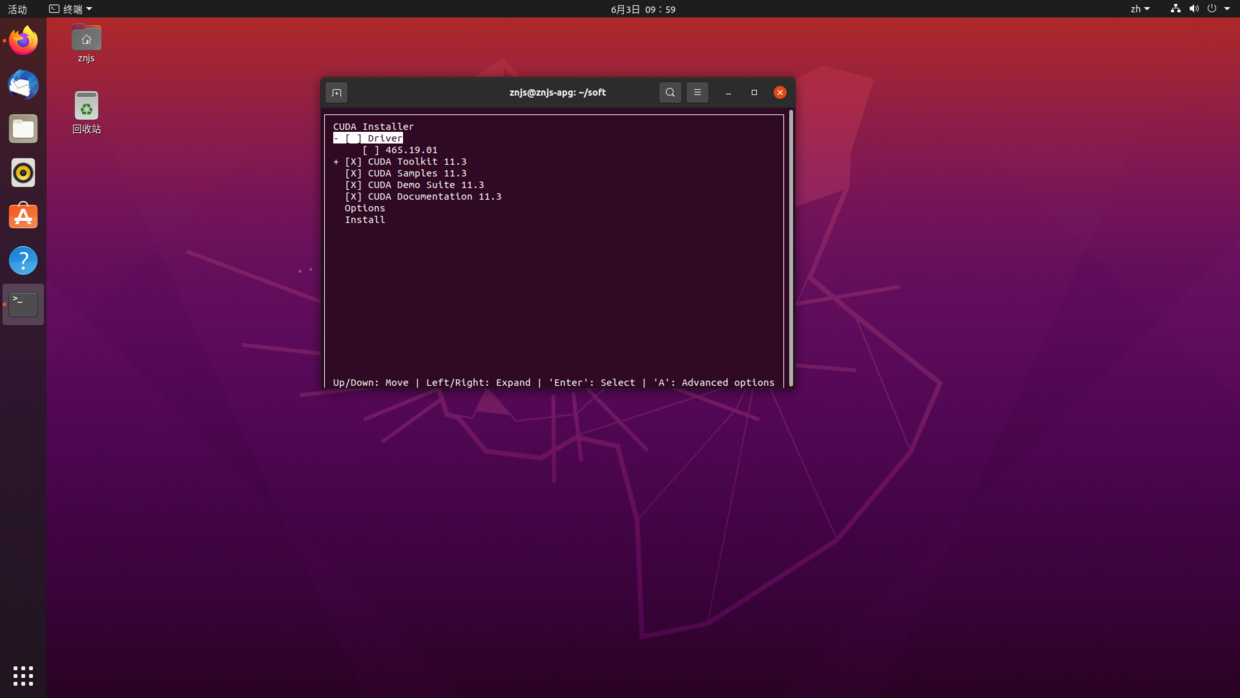 活动
终端
6月3日 09：59
zh
znjs
回收站
znjs@znjs-apg: ~/soft
CUDA Installer
- [ ] Driver
[ ] 465.19.01
+ [X] CUDA Toolkit 11.3
[X] CUDA Samples 11.3
[X] CUDA Demo Suite 11.3
[X] CUDA Documentation 11.3
Options
Install
Up/Down: Move | Left/Right: Expand | 'Enter': Select | 'A': Advanced options